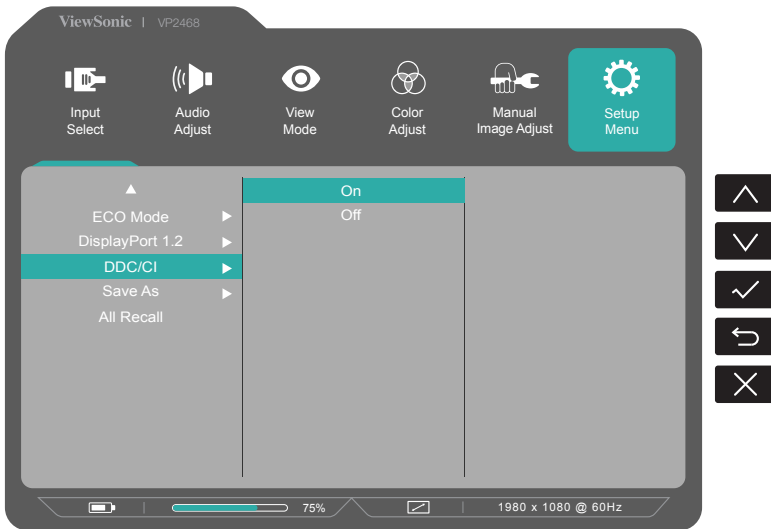 ViewSonic | VP2468
Input Select
Audio Adjust
View Mode
Color Adjust
Manual Image Adjust
Setup Menu
ECO Mode
DisplayPort 1.2
DDC/CI
Save As
All Recall
On
Off
75%
1980 x 1080 @ 60Hz